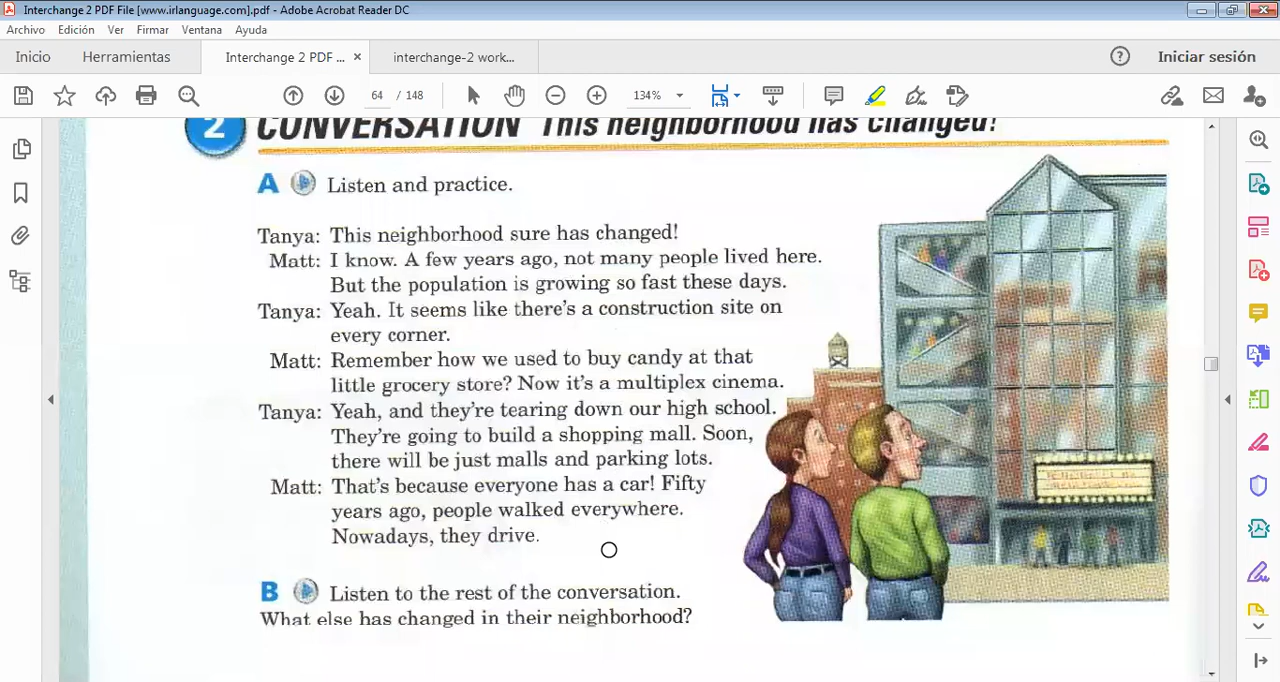 Interchange 2 PDF File [www.irlanguage.com].pdf - Adobe Acrobat Reader DC
Archivo Edición Ver Firmar Ventana Ayuda
Inicio Herramientas Interchange 2 PDF ... × interchange-2 work... Iniciar sesión
64 / 148 134%
2 CONVERSATION This neighborhood has changed!
A Listen and practice.
Tanya: This neighborhood sure has changed!
Matt: I know. A few years ago, not many people lived here.
But the population is growing so fast these days.
Tanya: Yeah. It seems like there's a construction site on
every corner.
Matt: Remember how we used to buy candy at that
little grocery store? Now it's a multiplex cinema.
Tanya: Yeah, and they're tearing down our high school.
They're going to build a shopping mall. Soon,
there will be just malls and parking lots.
Matt: That's because everyone has a car! Fifty
years ago, people walked everywhere.
Nowadays, they drive.
B Listen to the rest of the conversation.
What else has changed in their neighborhood?